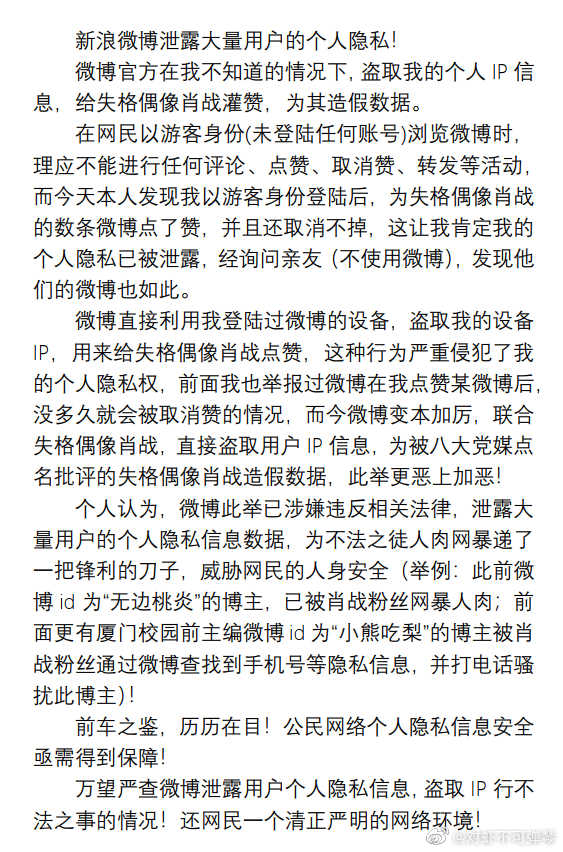 新浪微博泄露大量用户的个人隐私！
微博官方在我不知道的情况下, 盗取我的个人 IP 信
息，给失格偶像肖战灌赞，为其造假数据。
在网民以游客身份(未登陆任何账号)浏览微博时,
理应不能进行任何评论、点赞、取消赞、转发等活动，
而今天本人发现我以游客身份登陆后，为失格偶像肖战
的数条微博点了赞，并且还取消不掉，这让我肯定我的
个人隐私已被泄露, 经询问亲友（不使用微博），发现他
们的微博也如此。
微博直接利用我登陆过微博的设备，盗取我的设备
IP，用来给失格偶像肖战点赞，这种行为严重侵犯了我
的个人隐私权，前面我也举报过微博在我点赞某微博后,
没多久就会被取消赞的情况，而今微博变本加厉，联合
失格偶像肖战, 直接盗取用户 IP 信息，为被八大党媒点
名批评的失格偶像肖战造假数据，此举更恶上加恶！
个人认为，微博此举已涉嫌违反相关法律，泄露大
量用户的个人隐私信息数据，为不法之徒人肉网暴递了
一把锋利的刀子，威胁网民的人身安全（举例：此前微
博 id 为“无边桃炎”的博主，已被肖战粉丝网暴人肉；前
面更有厦门校园前主编微博 id 为“小熊吃梨”的博主被肖
战粉丝通过微博查找到手机号等隐私信息，并打电话骚
扰此博主)！
前车之鉴，历历在目！公民网络个人隐私信息安全
亟需得到保障！
万望严查微博泄露用户个人隐私信息, 盗取 IP 行不
法之事的情况！还网民一个清正严明的网络环境！
@对虾不可弹琴